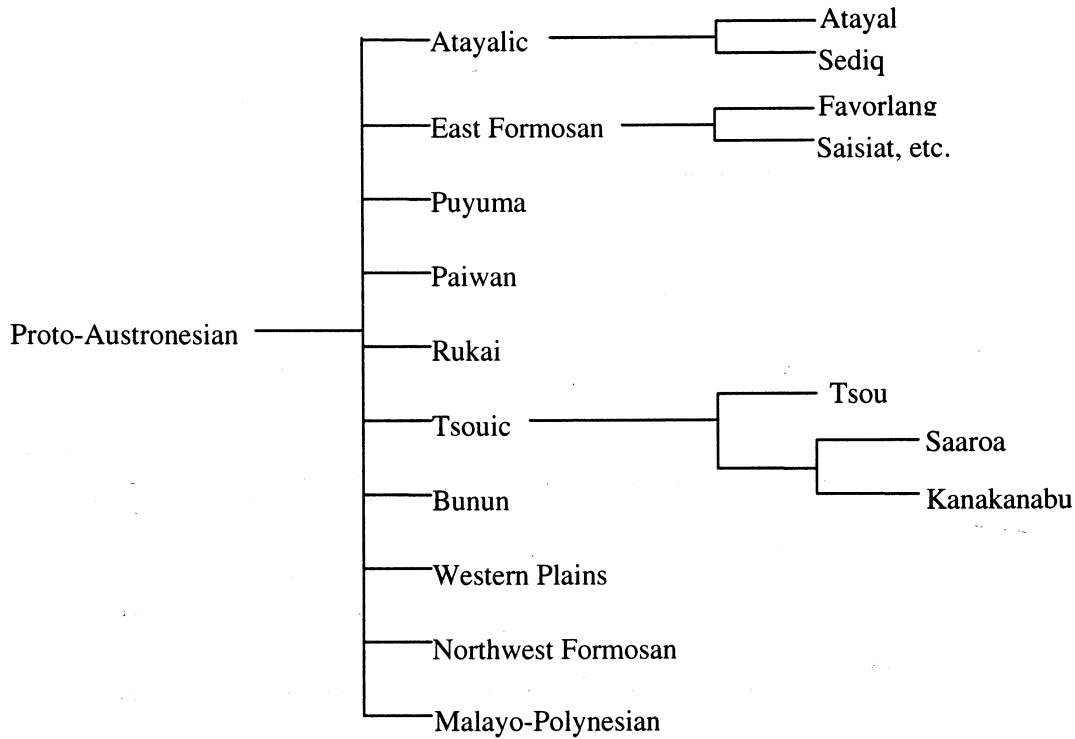 Atayalic
Atayal
Sediq
East Formosan
Favorlang
Saisiat, etc.
Puyuma
Paiwan
Proto-Austronesian
Rukai
Tsouic
Tsou
Saaroa
Kanakanabu
Bunun
Western Plains
Northwest Formosan
Malayo-Polynesian